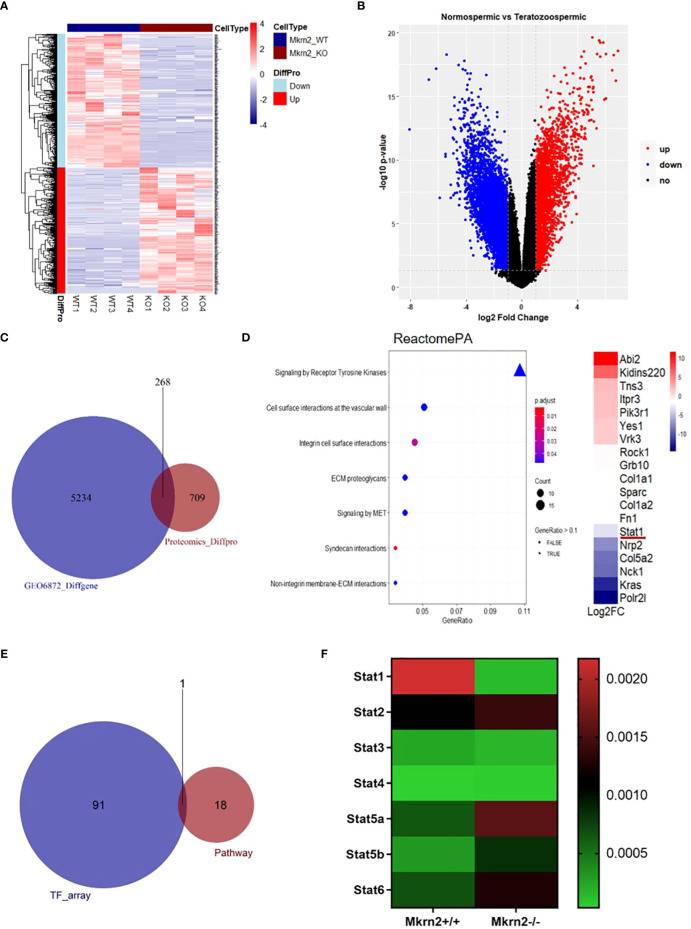 A
CellType
4
2
0
-2
-4
CellType
Mkrn2_WT
Mkrn2_KO
DiffPro
Down
Up
DiffPro
WT1
WT2
WT3
WT4
KO1
KO2
KO3
KO4
B
Normospermic vs Teratozoospermic
-log10 p-value
20
15
10
5
0
-8
-4
0
4
log2 Fold Change
up
down
no
C
268
5234
709
Proteomics_Diffpro
GEO6872_Diffgene
D
ReactomePA
Signaling by Receptor Tyrosine Kinases
Cell surface interactions at the vascular wall
Integrin cell surface interactions
ECM proteoglycans
Signaling by MET
Syndecan interactions
Non-integrin membrane-ECM interactions
0.05
0.07
0.09
0.11
GeneRatio
p.adjust
0.01
0.02
0.03
0.04
Count
10
15
GeneRatio > 0.1
FALSE
TRUE
Abi2
Kidins220
Tns3
Itpr3
Pik3r1
Yes1
Vrk3
Rock1
Grb10
Col1a1
Sparc
Col1a2
Fn1
Stat1
Nrp2
Col5a2
Nck1
Kras
Polr2l
Log2FC
10
5
0
-5
-10
E
1
91
18
Pathway
TF_array
F
Stat1
Stat2
Stat3
Stat4
Stat5a
Stat5b
Stat6
Mkrn2+/+
Mkrn2-/-
0.0020
0.0015
0.0010
0.0005